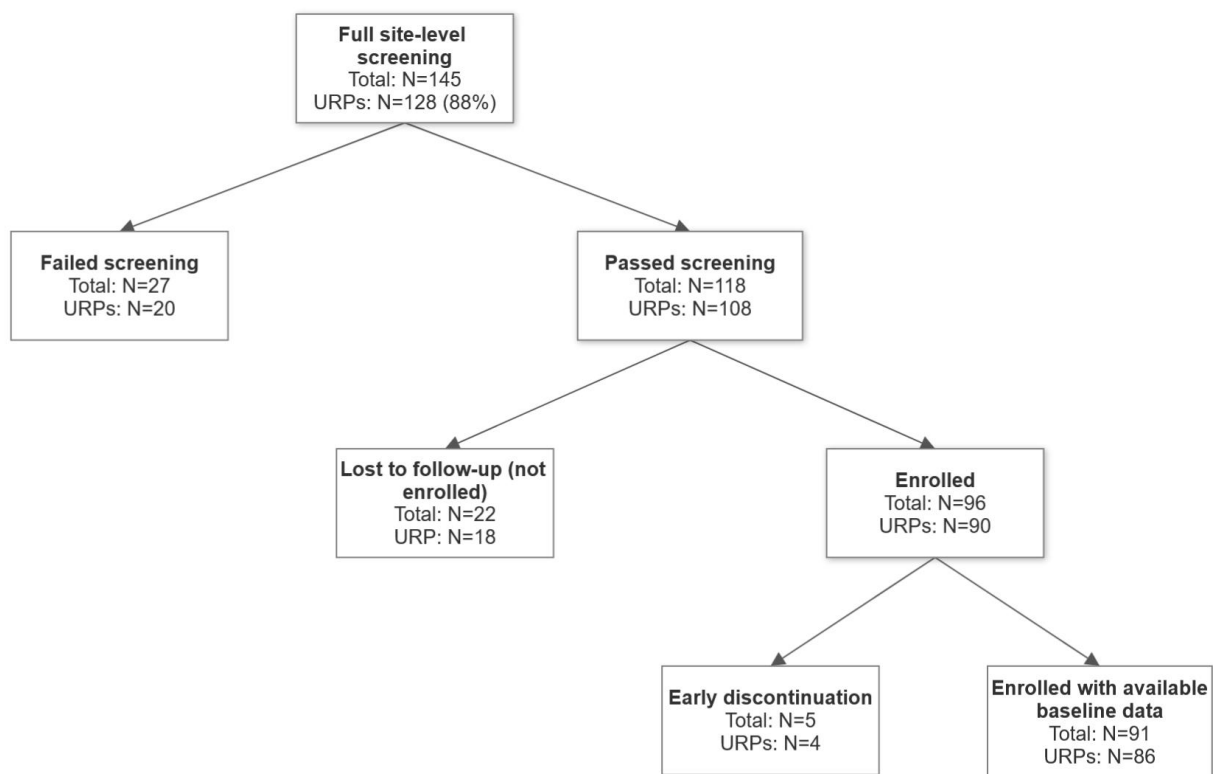 Full site-level
screening
Total: N=145
URPs: N=128 (88%)
Failed screening
Total: N=27
URPs: N=20
Passed screening
Total: N=118
URPs: N=108
Lost to follow-up (not
enrolled)
Total: N=22
URP: N=18
Enrolled
Total: N=96
URPs: N=90
Early discontinuation
Total: N=5
URPs: N=4
Enrolled with available
baseline data
Total: N=91
URPs: N=86